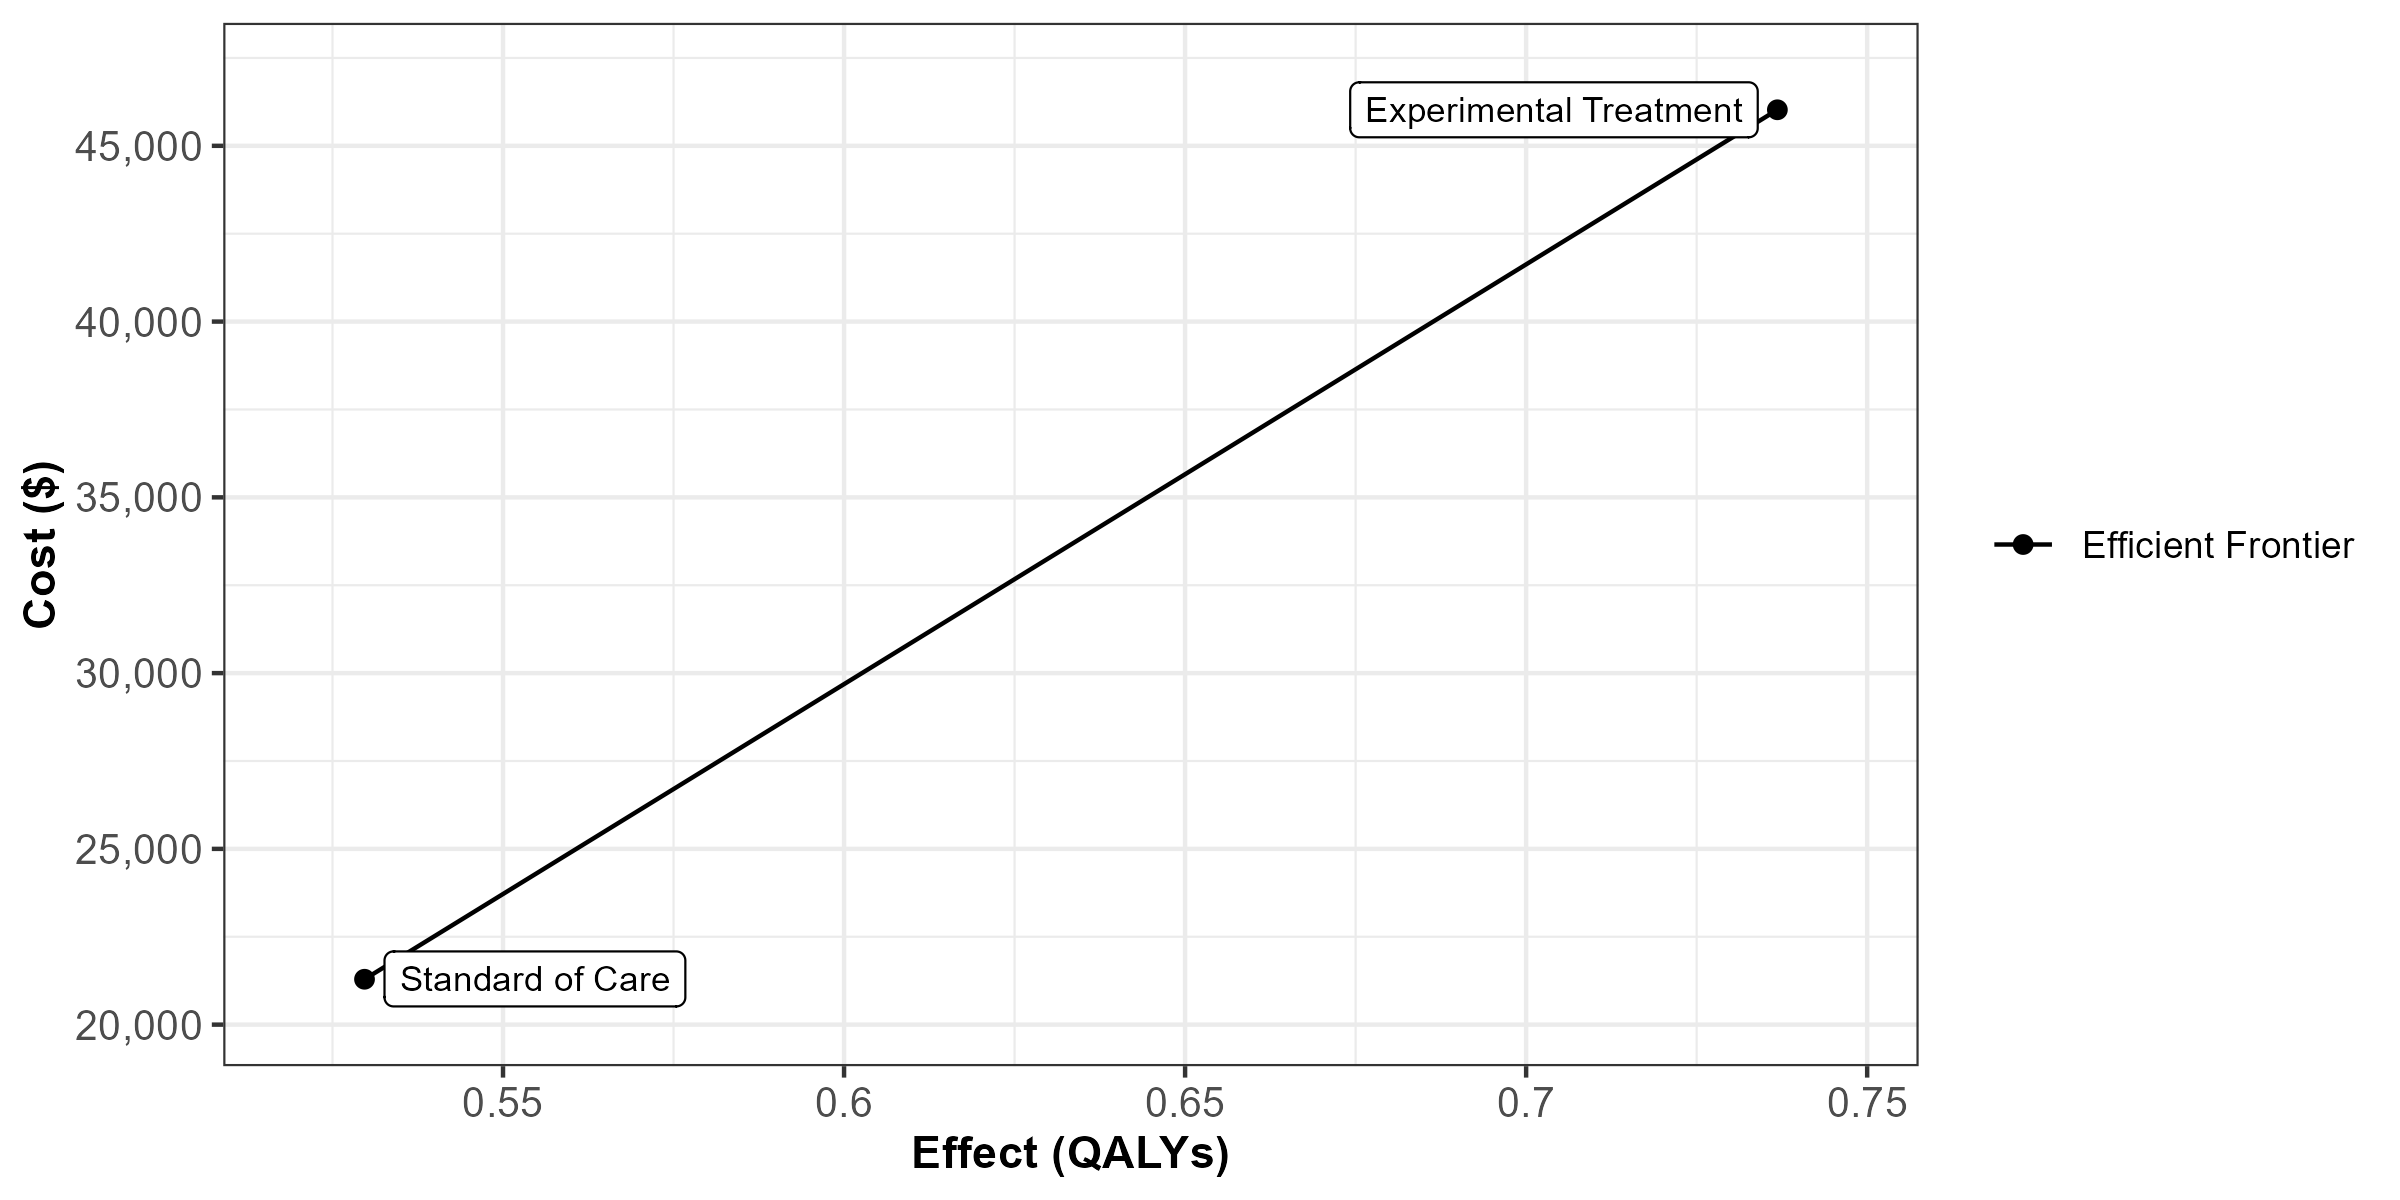 Cost ($)
45,000
40,000
35,000
30,000
25,000
20,000
Experimental Treatment
Standard of Care
0.55 0.6 0.65 0.7 0.75
Effect (QALYs)
Efficient Frontier